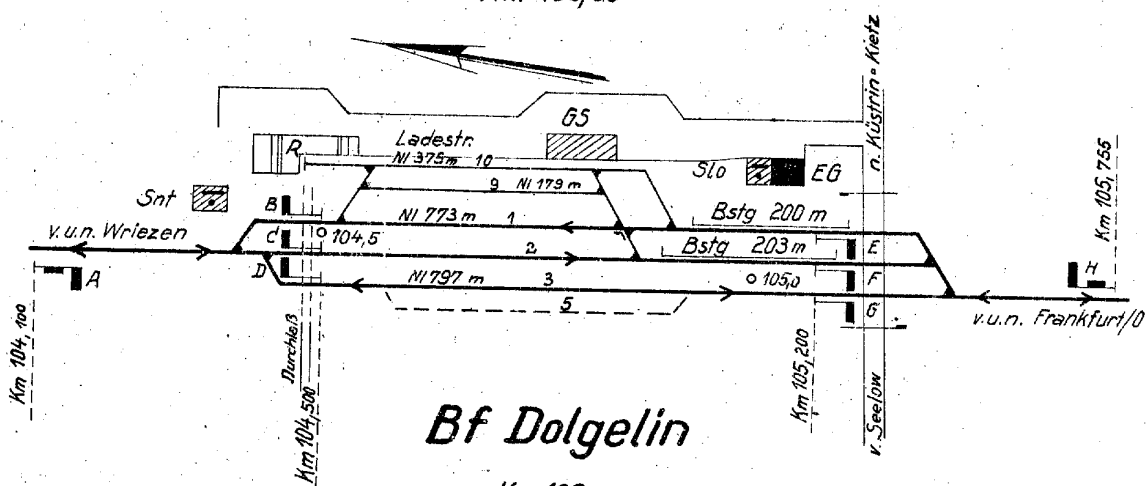 GS
Ladestr.
R
Nl 375 m 10
Slo
EG
n. Küstrin-Kietz
Km 105,755
9 Nl 179 m
Snt
B
Nl 773 m 1
Bstg 200 m
v.u.n. Wriezen
C
104,5
2
Bstg 203 m
E
H
A
D
Nl 797 m 3
105,0
F
5
G
v.u.n. Frankfurt/O
Km 104,100
Durchlaß
Km 104,500
Km 105,200
v. Seelow
Bf Dolgelin